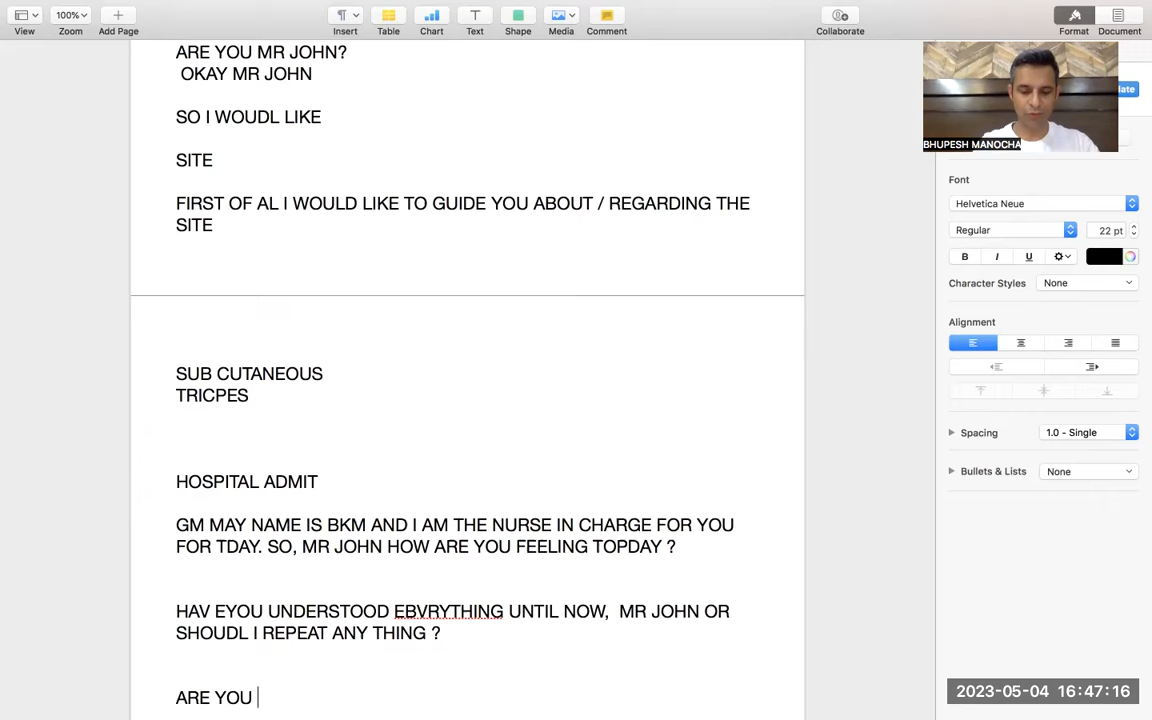 View
100%
Zoom
Add Page
Insert
Table
Chart
Text
Shape
Media
Comment
Collaborate
Format
Document
ARE YOU MR JOHN?
OKAY MR JOHN
SO I WOUDL LIKE
SITE
FIRST OF AL I WOULD LIKE TO GUIDE YOU ABOUT / REGARDING THE
SITE
SUB CUTANEOUS
TRICPES
HOSPITAL ADMIT
GM MAY NAME IS BKM AND I AM THE NURSE IN CHARGE FOR YOU
FOR TDAY. SO, MR JOHN HOW ARE YOU FEELING TOPDAY ?
HAV EYOU UNDERSTOOD EBVRYTHING UNTIL NOW,  MR JOHN OR
SHOUDL I REPEAT ANY THING ?
ARE YOU
BHUPESH MANOCHA
Font
Helvetica Neue
Regular
22 pt
B I U
Character Styles
None
Alignment
Spacing
1.0 - Single
Bullets & Lists
None
2023-05-04 16:47:16